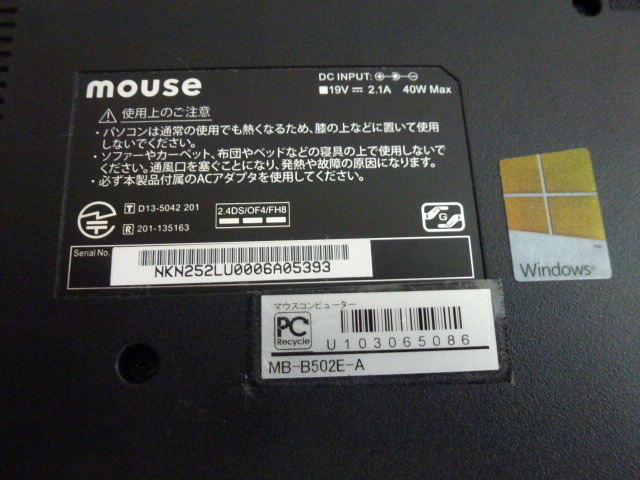 mouse
DC INPUT:
19V 2.1A 40W Max
使用上のご注意
・パソコンは通常の使用でも熱くなるため、膝の上などに置いて使用
しないでください。
・ソファーやカーペット、布団やベッドなどの寝具の上で使用しないで
ください。通風口を塞ぐことになり、発熱や故障の原因になります。
・必ず本製品付属のACアダプタを使用してください。
T D13-5042 201
R 201-135163
2.4DS/OF4/FH8
G
Serial No.
NKN252LU0006A05393
Windows®
マウスコンピューター
PC
Recycle
U103065086
MB-B502E-A